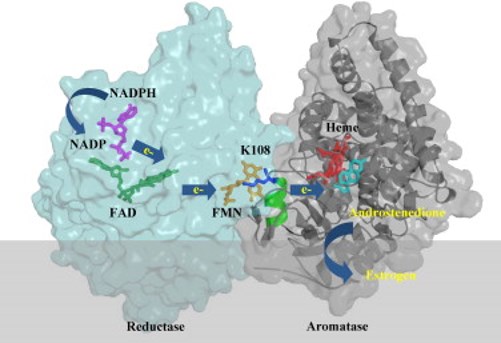 NADPH
NADP
e-
FAD
e-
K108
FMN
e-
Heme
Androstenedione
Estrogen
Reductase
Aromatase